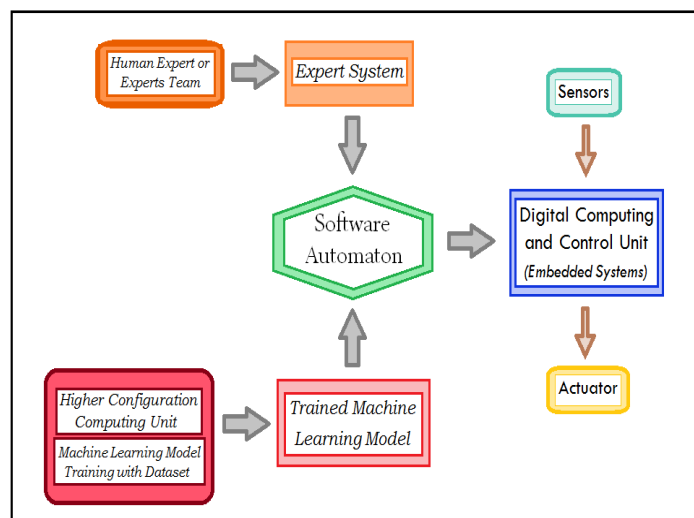 Human Expert or
Experts Team
Expert System
Sensors
Software
Automaton
Digital Computing
and Control Unit
(Embedded Systems)
Higher Configuration
Computing Unit
Machine Learning Model
Training with Dataset
Trained Machine
Learning Model
Actuator